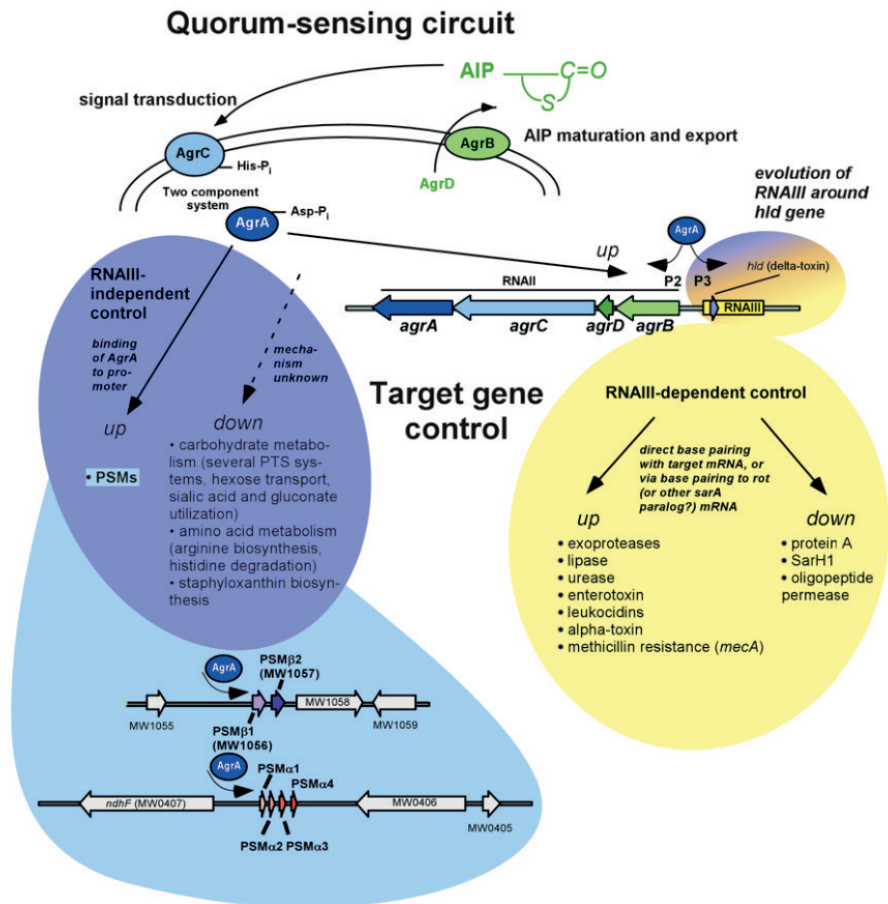 Quorum-sensing circuit
AIP
C=O
S
signal transduction
AgrC
His-Pi
AgrB
AIP maturation and export
AgrD
Two component
system
AgrA
Asp-Pi
evolution of
RNAIII around
hld gene
AgrA
up
hld (delta-toxin)
RNAII
P2
P3
RNAIII
agrA
agrC
agrD
agrB
RNAIII-
independent
control
binding
of AgrA
to pro-
moter
mecha-
nism
unknown
up
down
• PSMs
• carbohydrate metabo-
lism (several PTS sys-
tems, hexose transport,
sialic acid and gluconate
utilization)
• amino acid metabolism
(arginine biosynthesis,
histidine degradation)
• staphyloxanthin biosyn-
thesis
Target gene
control
RNAIII-dependent control
direct base pairing
with target mRNA, or
via base pairing to rot
(or other sarA
paralog?) mRNA
up
• exoproteases
• lipase
• urease
• enterotoxin
• leukocidins
• alpha-toxin
• methicillin resistance (mecA)
down
• protein A
• SarH1
• oligopeptide
permease
AgrA
PSMβ2
(MW1057)
MW1055
MW1058
MW1059
PSMβ1
(MW1056)
AgrA
PSMα1
PSMα4
ndhF (MW0407)
MW0406
MW0405
PSMα2
PSMα3